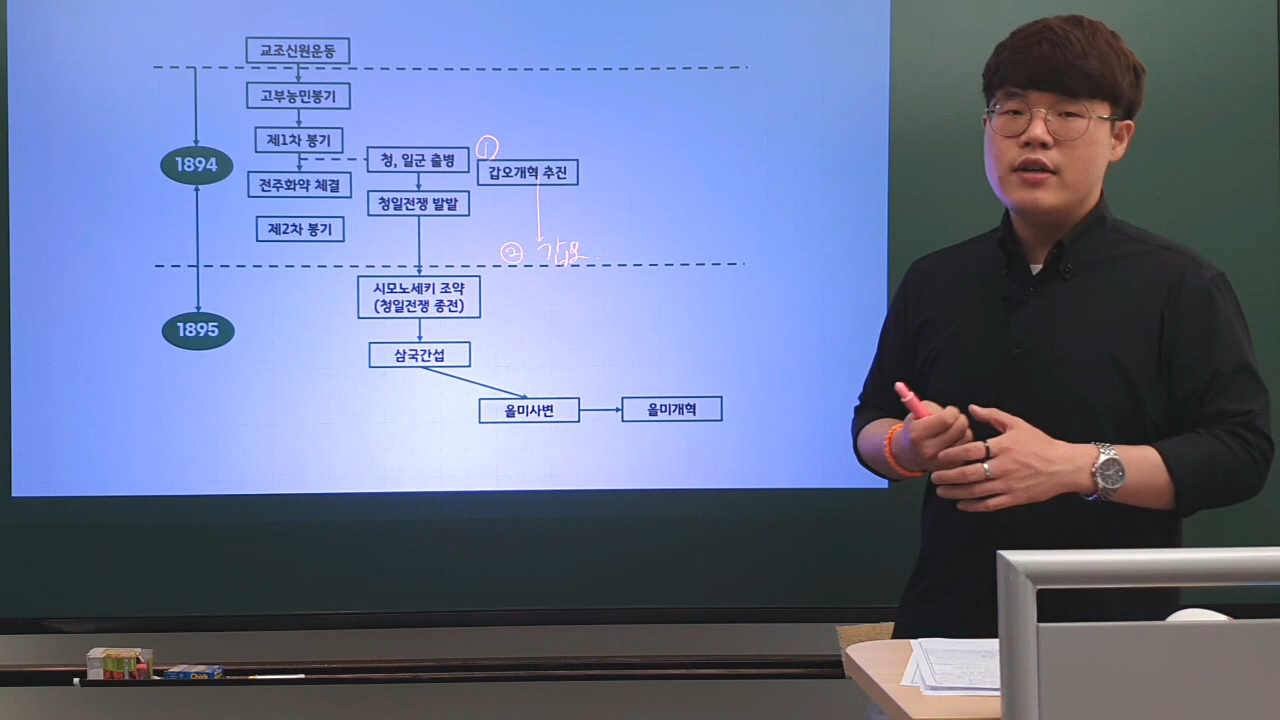 교조신원운동
고부농민봉기
제1차 봉기
1894
청, 일군 출병
①
갑오개혁 추진
전주화약 체결
청일전쟁 발발
제2차 봉기
② 갑오
시모노세키 조약
(청일전쟁 종전)
1895
삼국간섭
을미사변
을미개혁